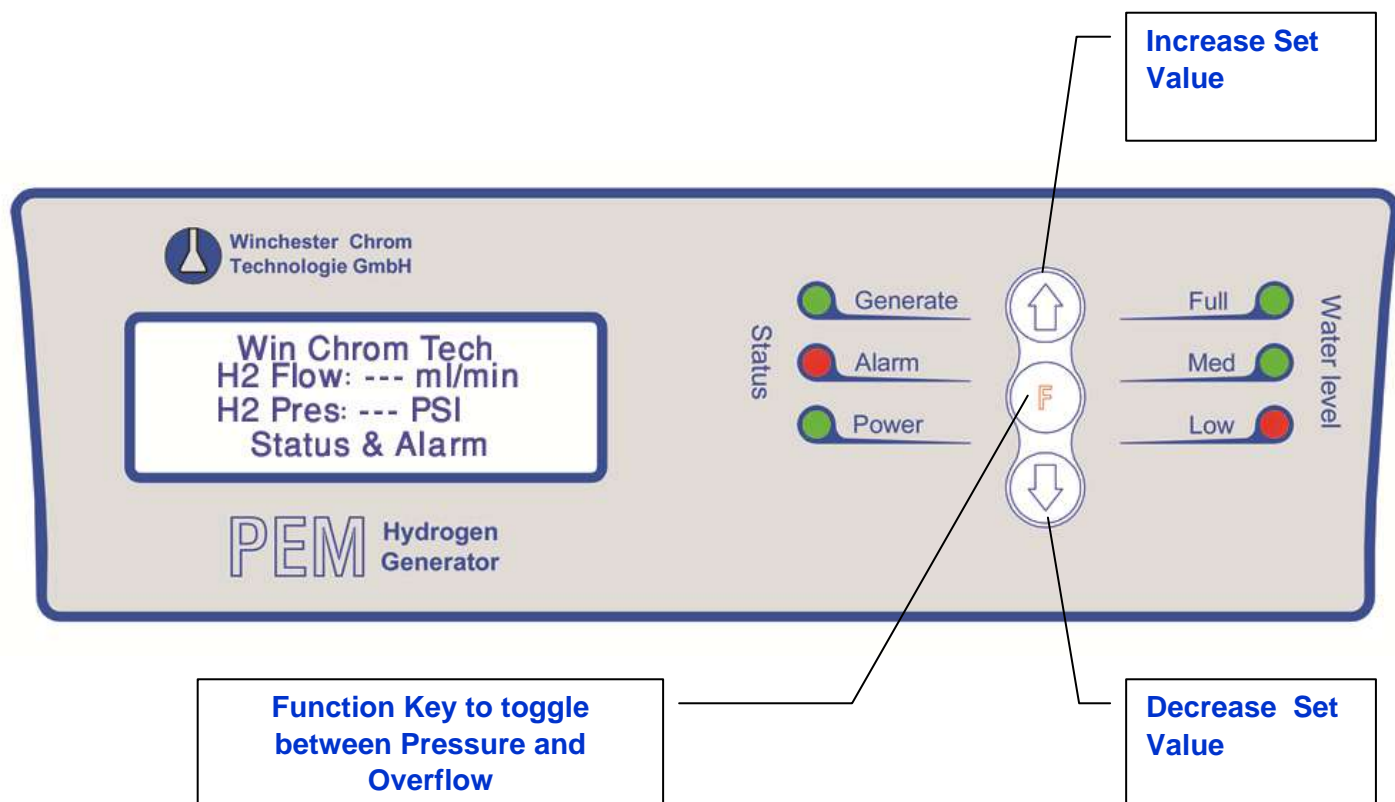 Increase Set
Value
Winchester Chrom
Technologie GmbH
Win Chrom Tech
H2 Flow: --- ml/min
H2 Pres: --- PSI
Status & Alarm
PEM
Hydrogen
Generator
Status
Generate
Alarm
Power
F
Full
Med
Low
Water level
Function Key to toggle
between Pressure and
Overflow
Decrease Set
Value